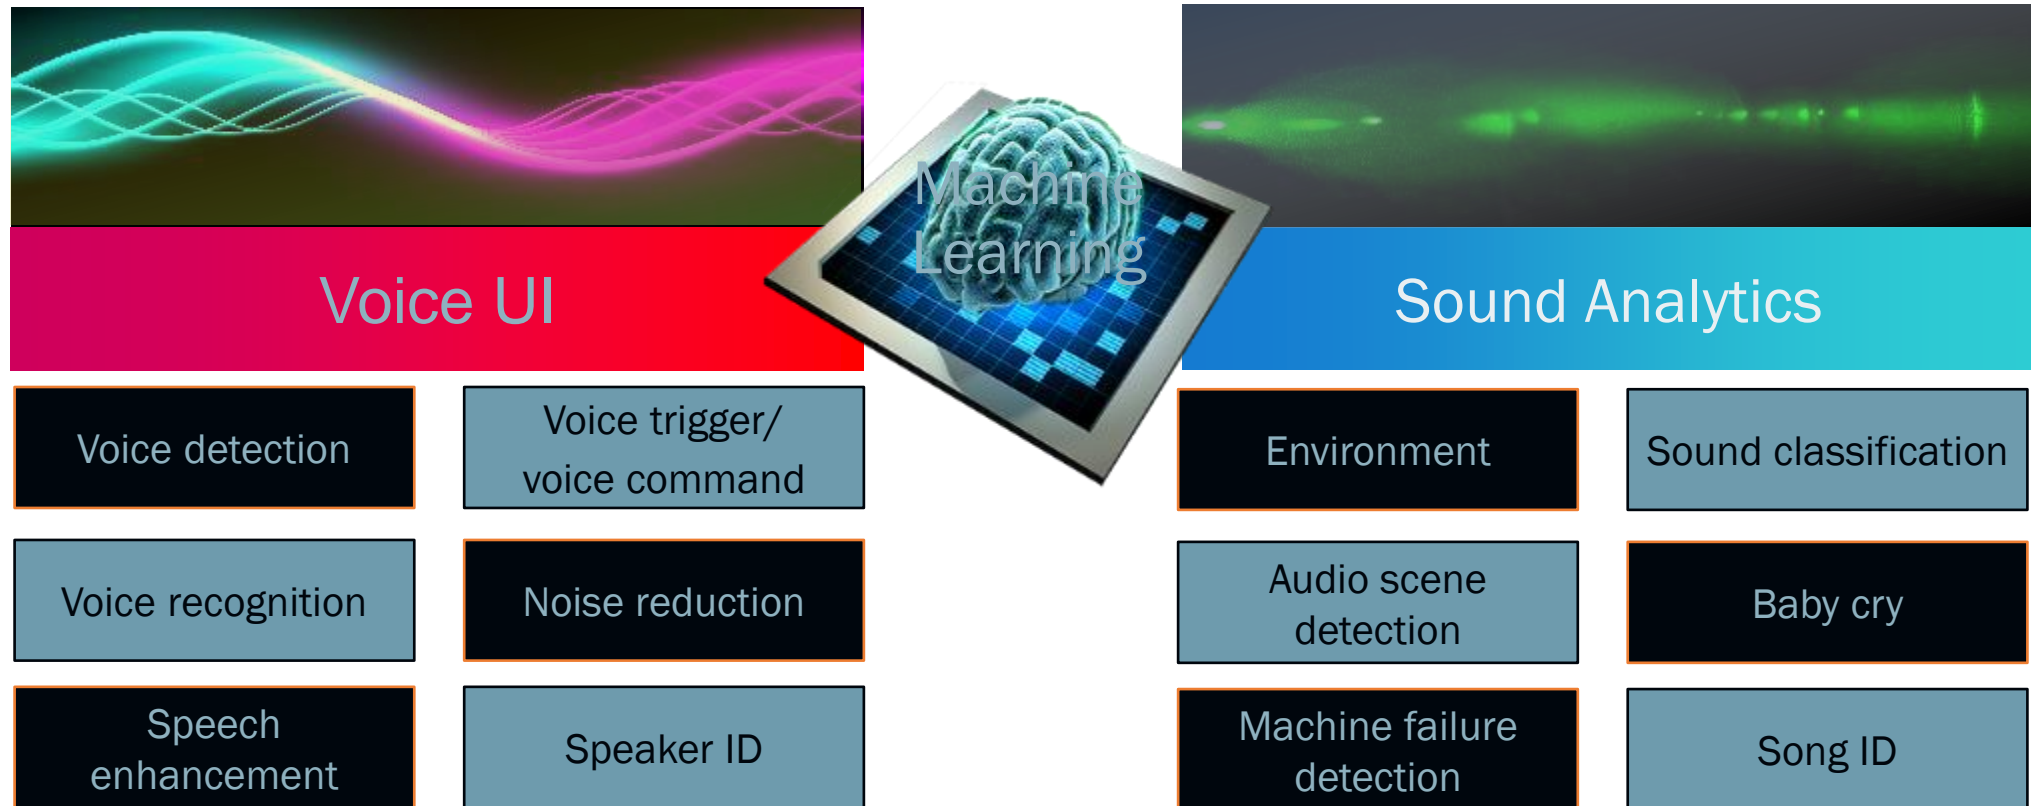 Machine
Learning
Voice UI
Sound Analytics
Voice detection
Voice trigger/
voice command
Environment
Sound classification
Voice recognition
Noise reduction
Audio scene
detection
Baby cry
Speech
enhancement
Speaker ID
Machine failure
detection
Song ID